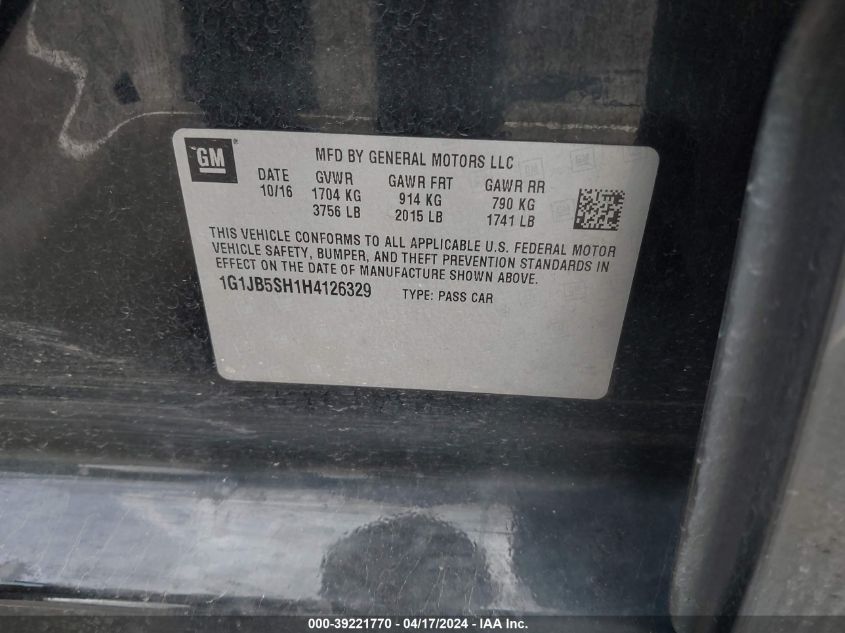 GM
MFD BY GENERAL MOTORS LLC
DATE GVWR GAWR FRT GAWR RR
10/16 1704 KG 914 KG 790 KG
3756 LB 2015 LB 1741 LB
THIS VEHICLE CONFORMS TO ALL APPLICABLE U.S. FEDERAL MOTOR
VEHICLE SAFETY, BUMPER, AND THEFT PREVENTION STANDARDS IN
EFFECT ON THE DATE OF MANUFACTURE SHOWN ABOVE.
1G1JB5SH1H4126329 TYPE: PASS CAR
000-39221770 - 04/17/2024 - IAA Inc.